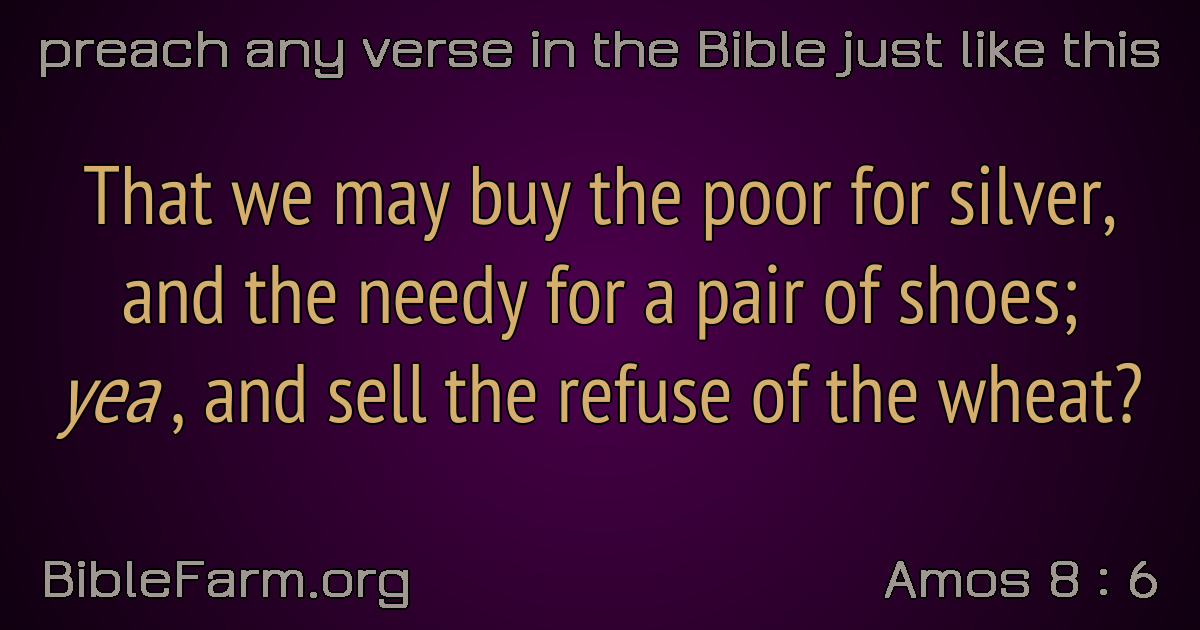 preach any verse in the Bible just like this
That we may buy the poor for silver,
and the needy for a pair of shoes;
yea , and sell the refuse of the wheat?
BibleFarm.org
Amos 8 : 6